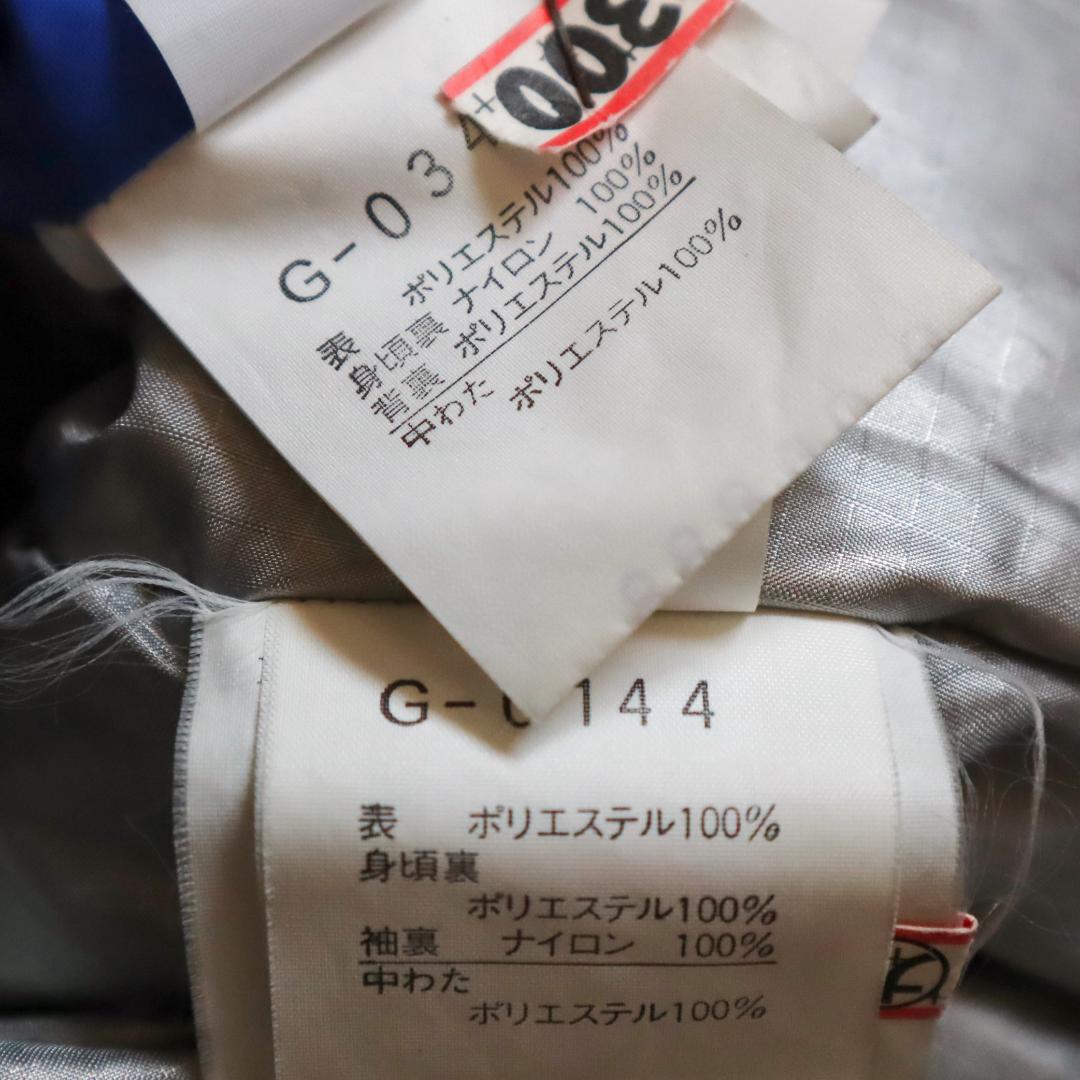 300
G-034
表 ポリエステル100%
身頃裏 ナイロン 100%
背裏 ポリエステル100%
中わた ポリエステル100%
G-0144
表 ポリエステル100%
身頃裏
ポリエステル100%
袖裏 ナイロン 100%
中わた
ポリエステル100%